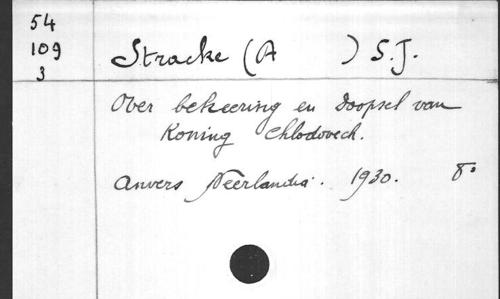 54
109
3
Stracke (A ) S.J.
Over bekeering en Doopsel van
Koning Chlodovech.
Anvers Neerlandia. 1930. 8°